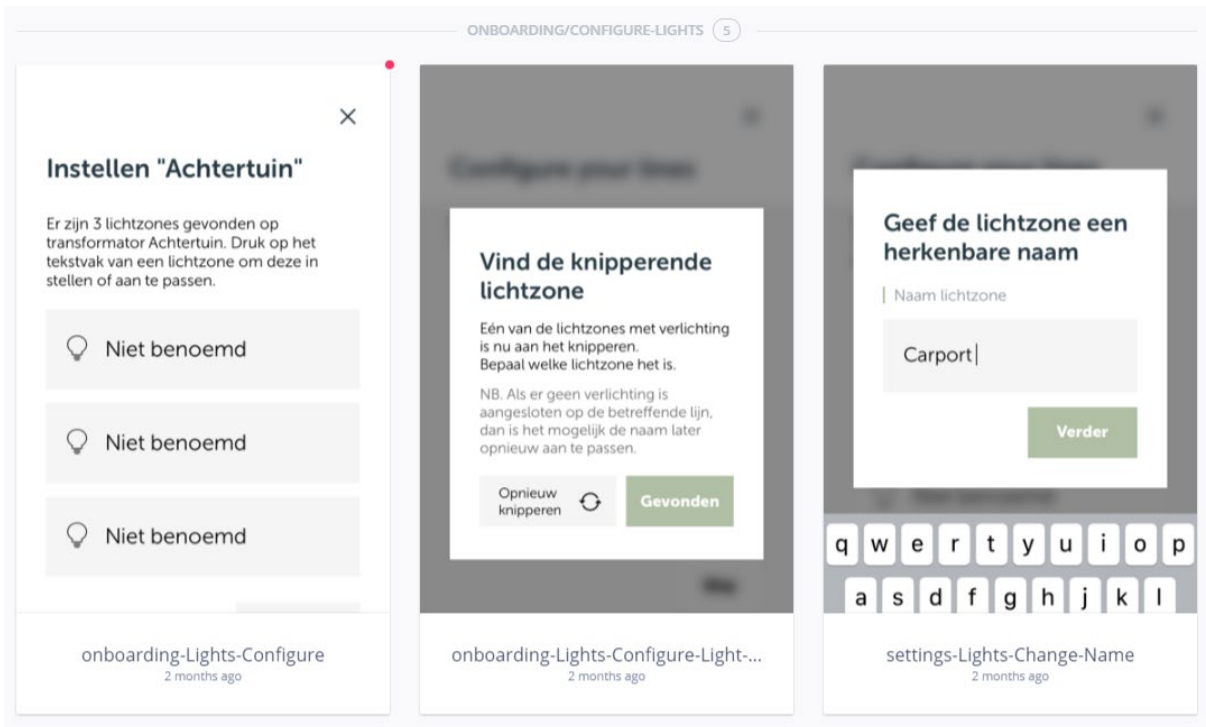 ONBOARDING/CONFIGURE-LIGHTS 5
Instellen "Achtertuin"
Er zijn 3 lichtzones gevonden op
transformator Achtertuin. Druk op het
tekstvak van een lichtzone om deze in
stellen of aan te passen.
Niet benoemd
Niet benoemd
Niet benoemd
onboarding-Lights-Configure
2 months ago
Configure your lines
Vind de knipperende
lichtzone
Eén van de lichtzones met verlichting
is nu aan het knipperen.
Bepaal welke lichtzone het is.
NB. Als er geen verlichting is
aangesloten op de betreffende lijn,
dan is het mogelijk de naam later
opnieuw aan te passen.
Opnieuw
knipperen
Gevonden
onboarding-Lights-Configure-Light-...
2 months ago
Geef de lichtzone een
herkenbare naam
Naam lichtzone
Carport
Verder
q w e r t y u i o p
a s d f g h j k l
settings-Lights-Change-Name
2 months ago